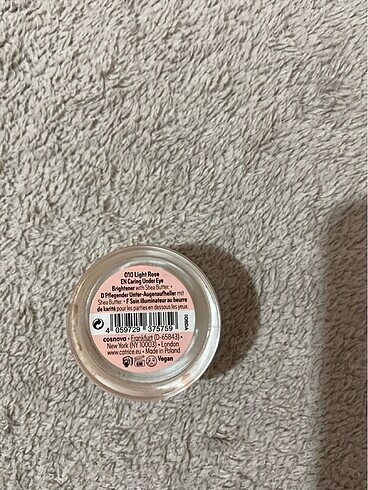 010 Light Rose
EN Caring Under Eye
Brightener with Shea Butter. •
D Pflegender Unter-Augenaufheller mit
Shea Butter. • F Soin illuminateur au beurre
de karité pour les parties en dessous les yeux.
4 059729 375759
cosnova • Frankfurt (D-65843) •
New York (NY 10003) • London
www.catrice.eu • Made in Poland
Vegan